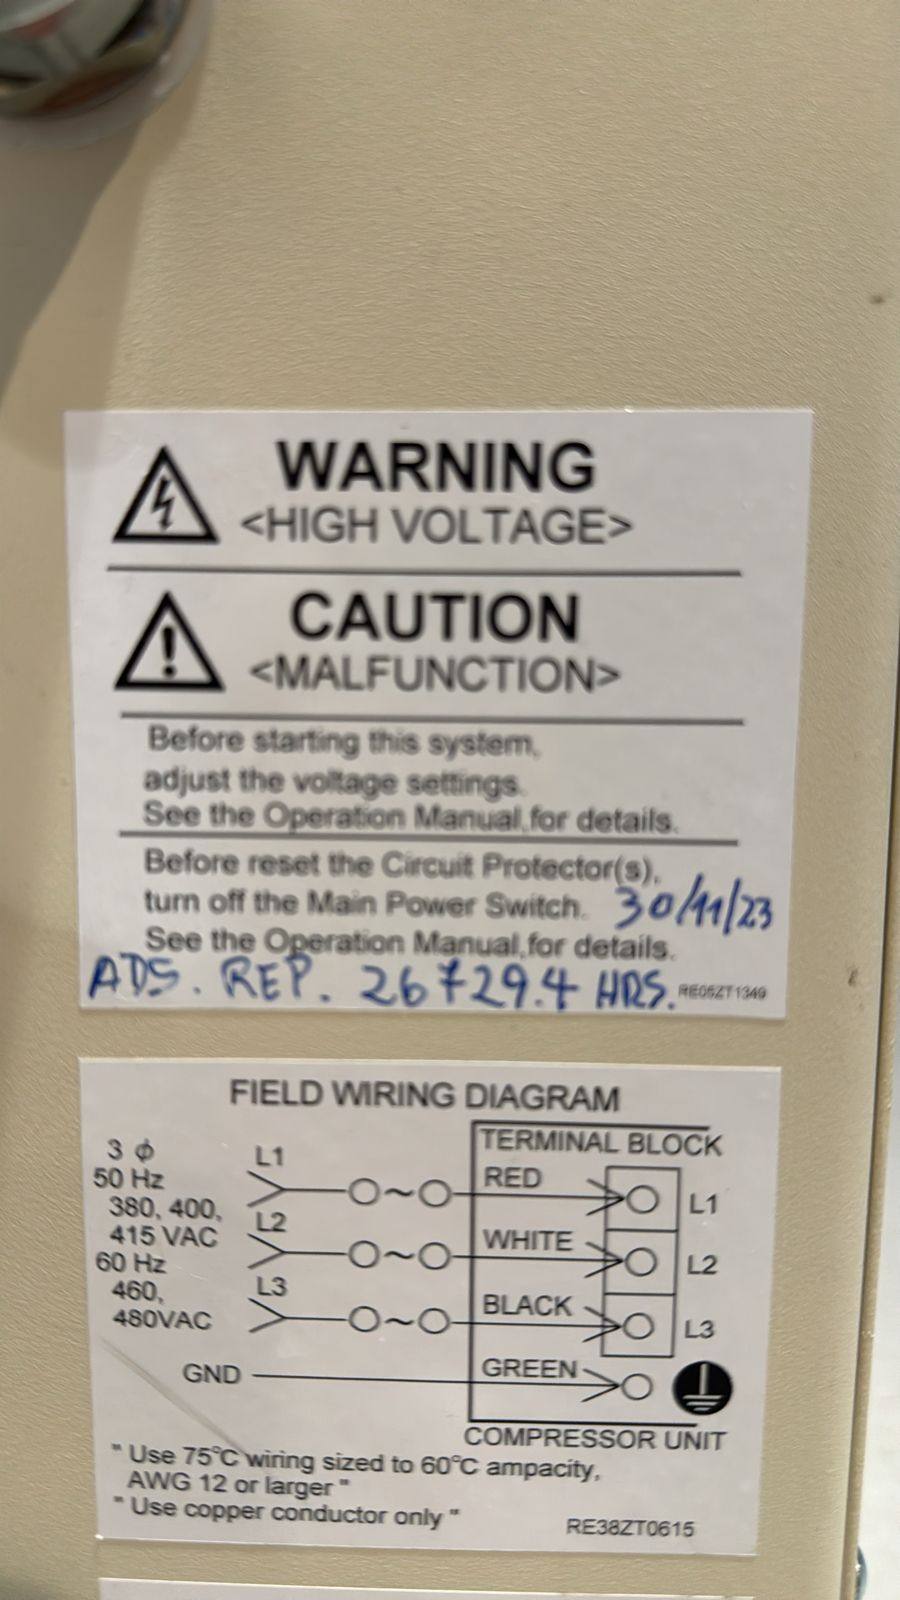 WARNING
<HIGH VOLTAGE>
CAUTION
<MALFUNCTION>
Before starting this system,
adjust the voltage settings.
See the Operation Manual,for details.
Before reset the Circuit Protector(s),
turn off the Main Power Switch. 30/11/23
See the Operation Manual,for details.
ADS. REP. 26729.4 HRS. RE05ZT1349
FIELD WIRING DIAGRAM
TERMINAL BLOCK
3 ϕ
50 Hz
380, 400,
415 VAC
60 Hz
460,
480VAC
L1 RED L1
L2 WHITE L2
L3 BLACK L3
GND GREEN
COMPRESSOR UNIT
" Use 75°C wiring sized to 60°C ampacity,
AWG 12 or larger "
" Use copper conductor only "
RE38ZT0615